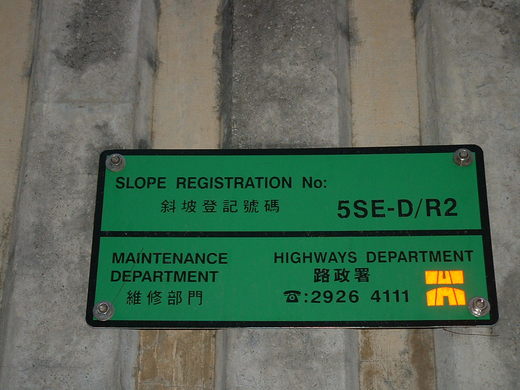 SLOPE REGISTRATION No:
斜坡登記號碼 5SE-D/R2
MAINTENANCE DEPARTMENT
維修部門
HIGHWAYS DEPARTMENT
路政署
☎:2926 4111